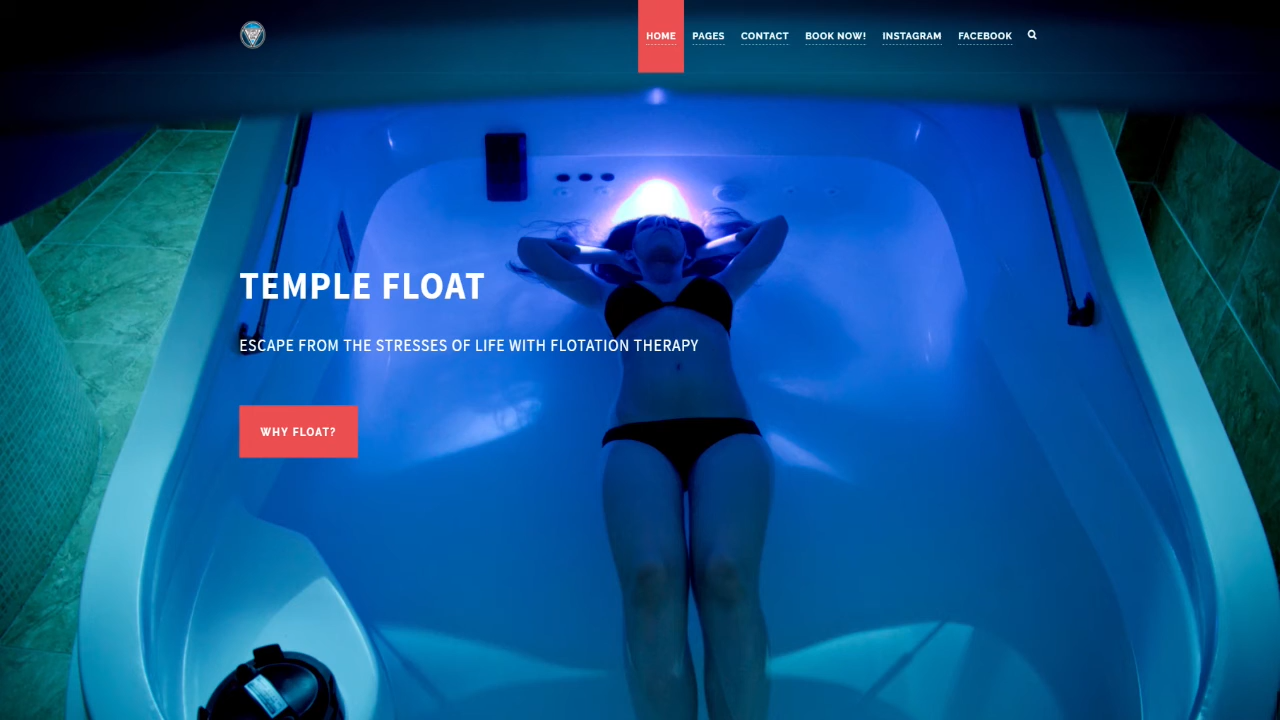 HOME PAGES CONTACT BOOK NOW! INSTAGRAM FACEBOOK
TEMPLE FLOAT
ESCAPE FROM THE STRESSES OF LIFE WITH FLOTATION THERAPY
WHY FLOAT?